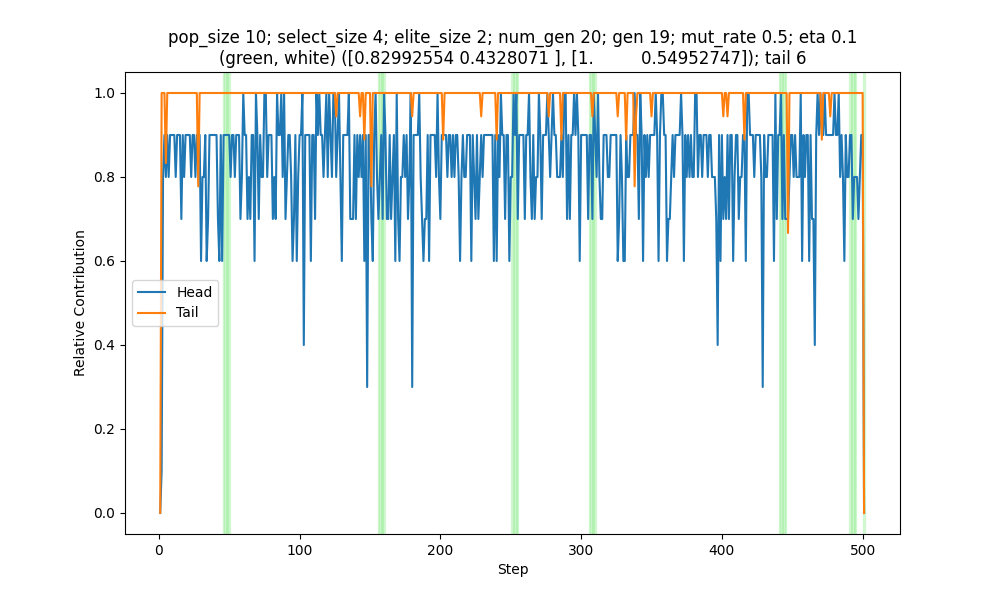 pop_size 10; select_size 4; elite_size 2; num_gen 20; gen 19; mut_rate 0.5; eta 0.1
(green, white) ([0.82992554 0.4328071 ], [1.         0.54952747]); tail 6
1.0
0.8
0.6
0.4
0.2
0.0
Relative Contribution
Head
Tail
0 100 200 300 400 500
Step